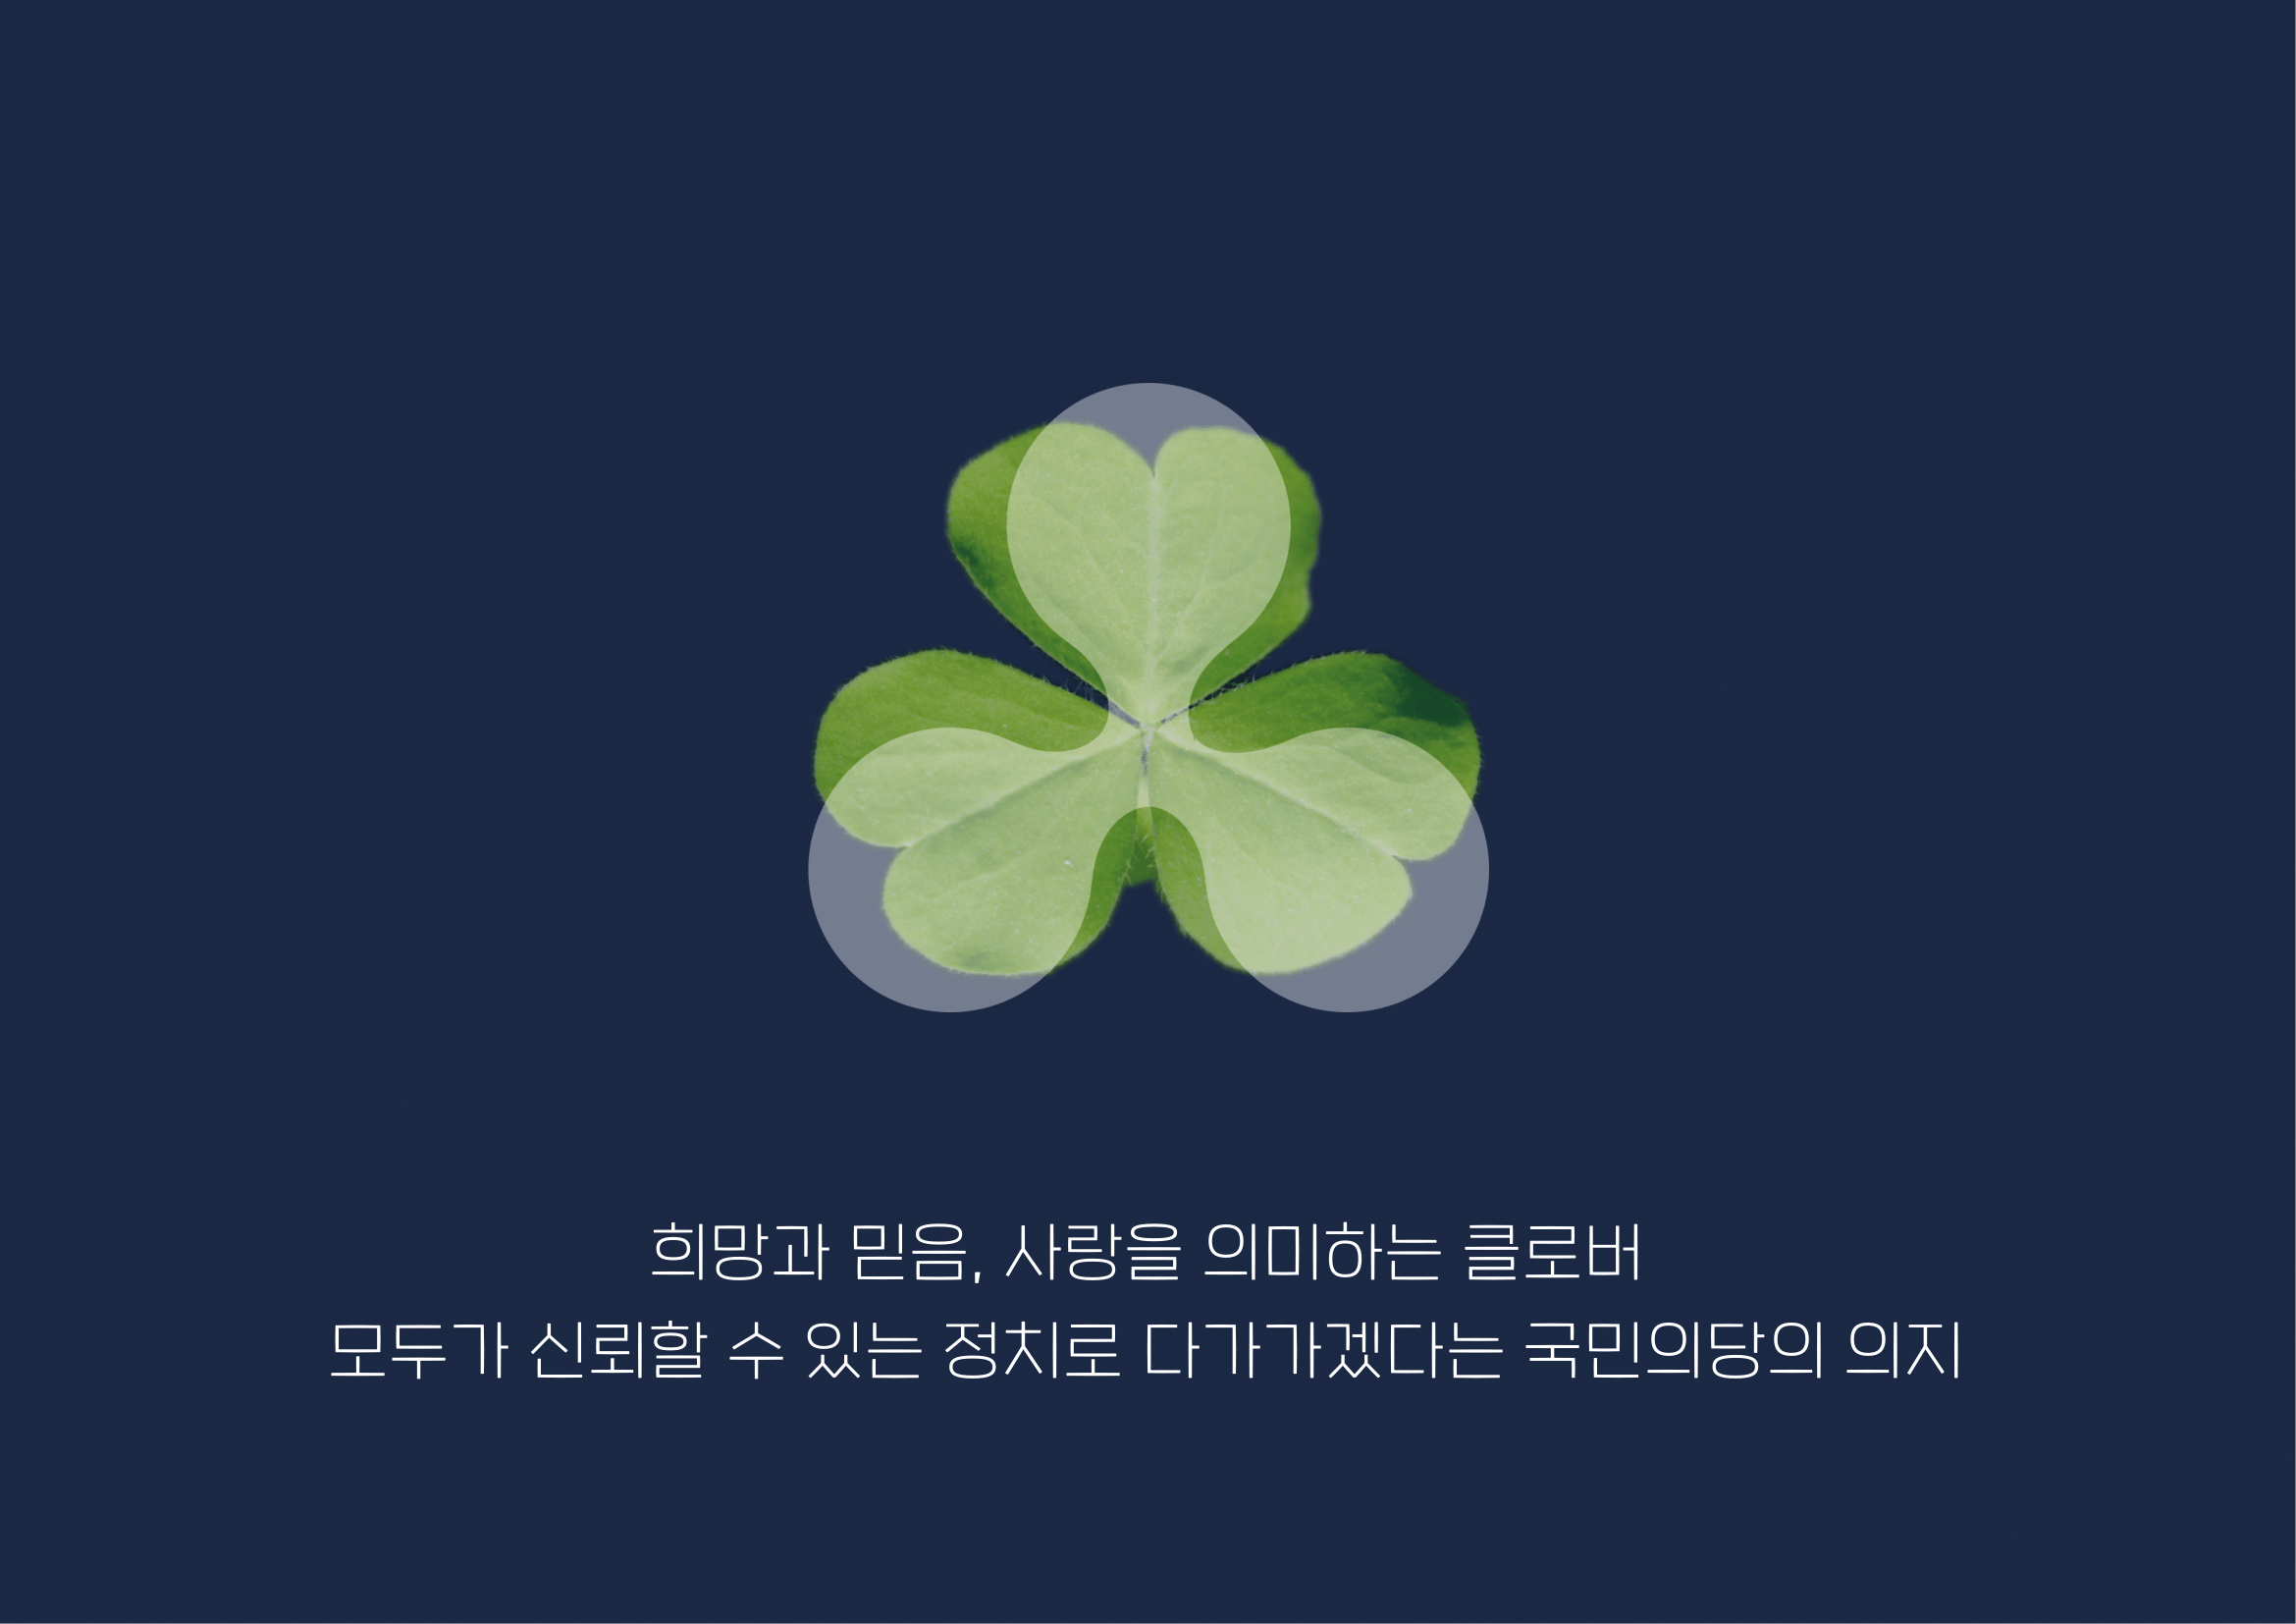 희망과 믿음, 사랑을 의미하는 클로버
모두가 신뢰할 수 있는 정치로 다가가겠다는 국민의당의 의지